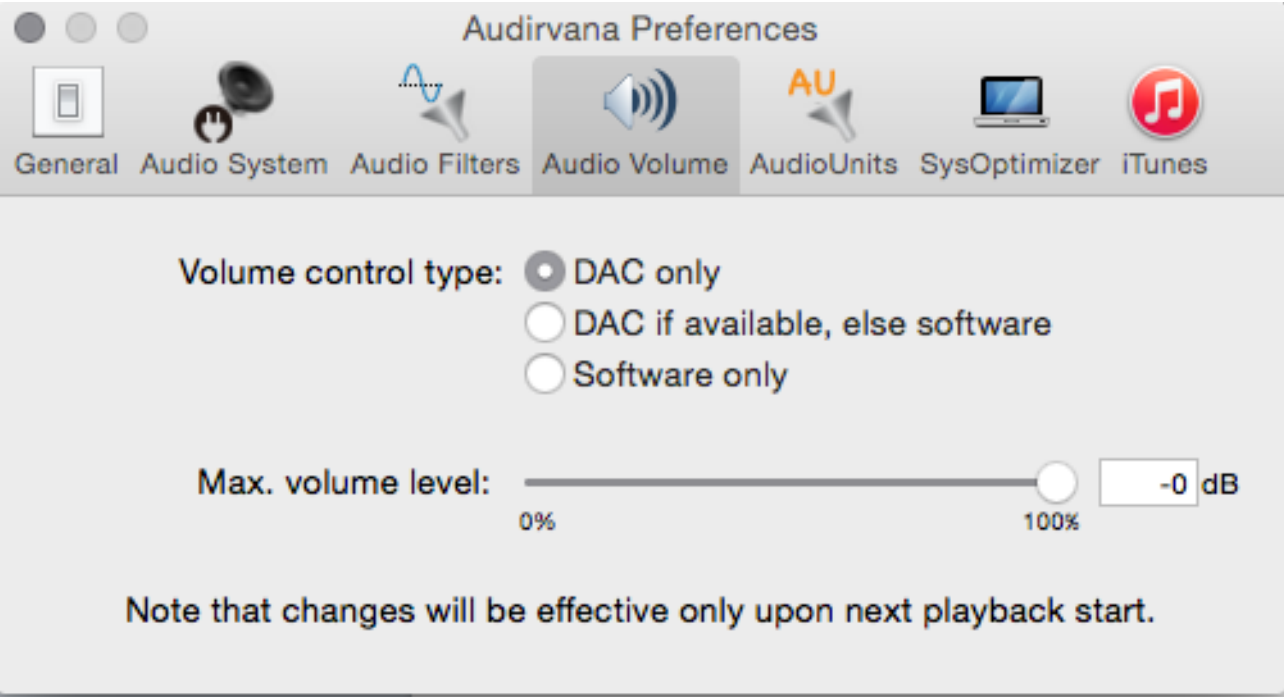 Audirvana Preferences
AU
General Audio System Audio Filters Audio Volume AudioUnits SysOptimizer iTunes
Volume control type: DAC only
DAC if available, else software
Software only
Max. volume level: -0 dB
0% 100%
Note that changes will be effective only upon next playback start.